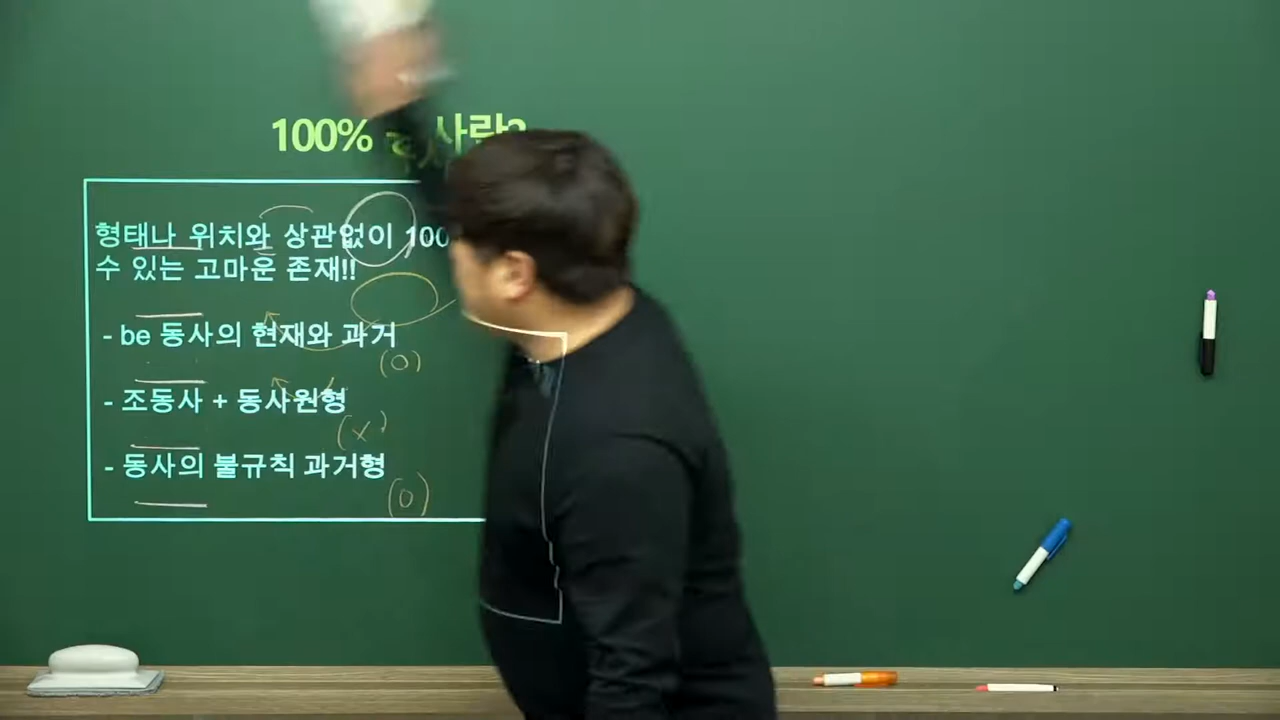 100% 사람?
형태나 위치와 상관없이 100
수 있는 고마운 존재!!
- be 동사의 현재와 과거
(O)
- 조동사 + 동사원형
(X)
- 동사의 불규칙 과거형
(O)